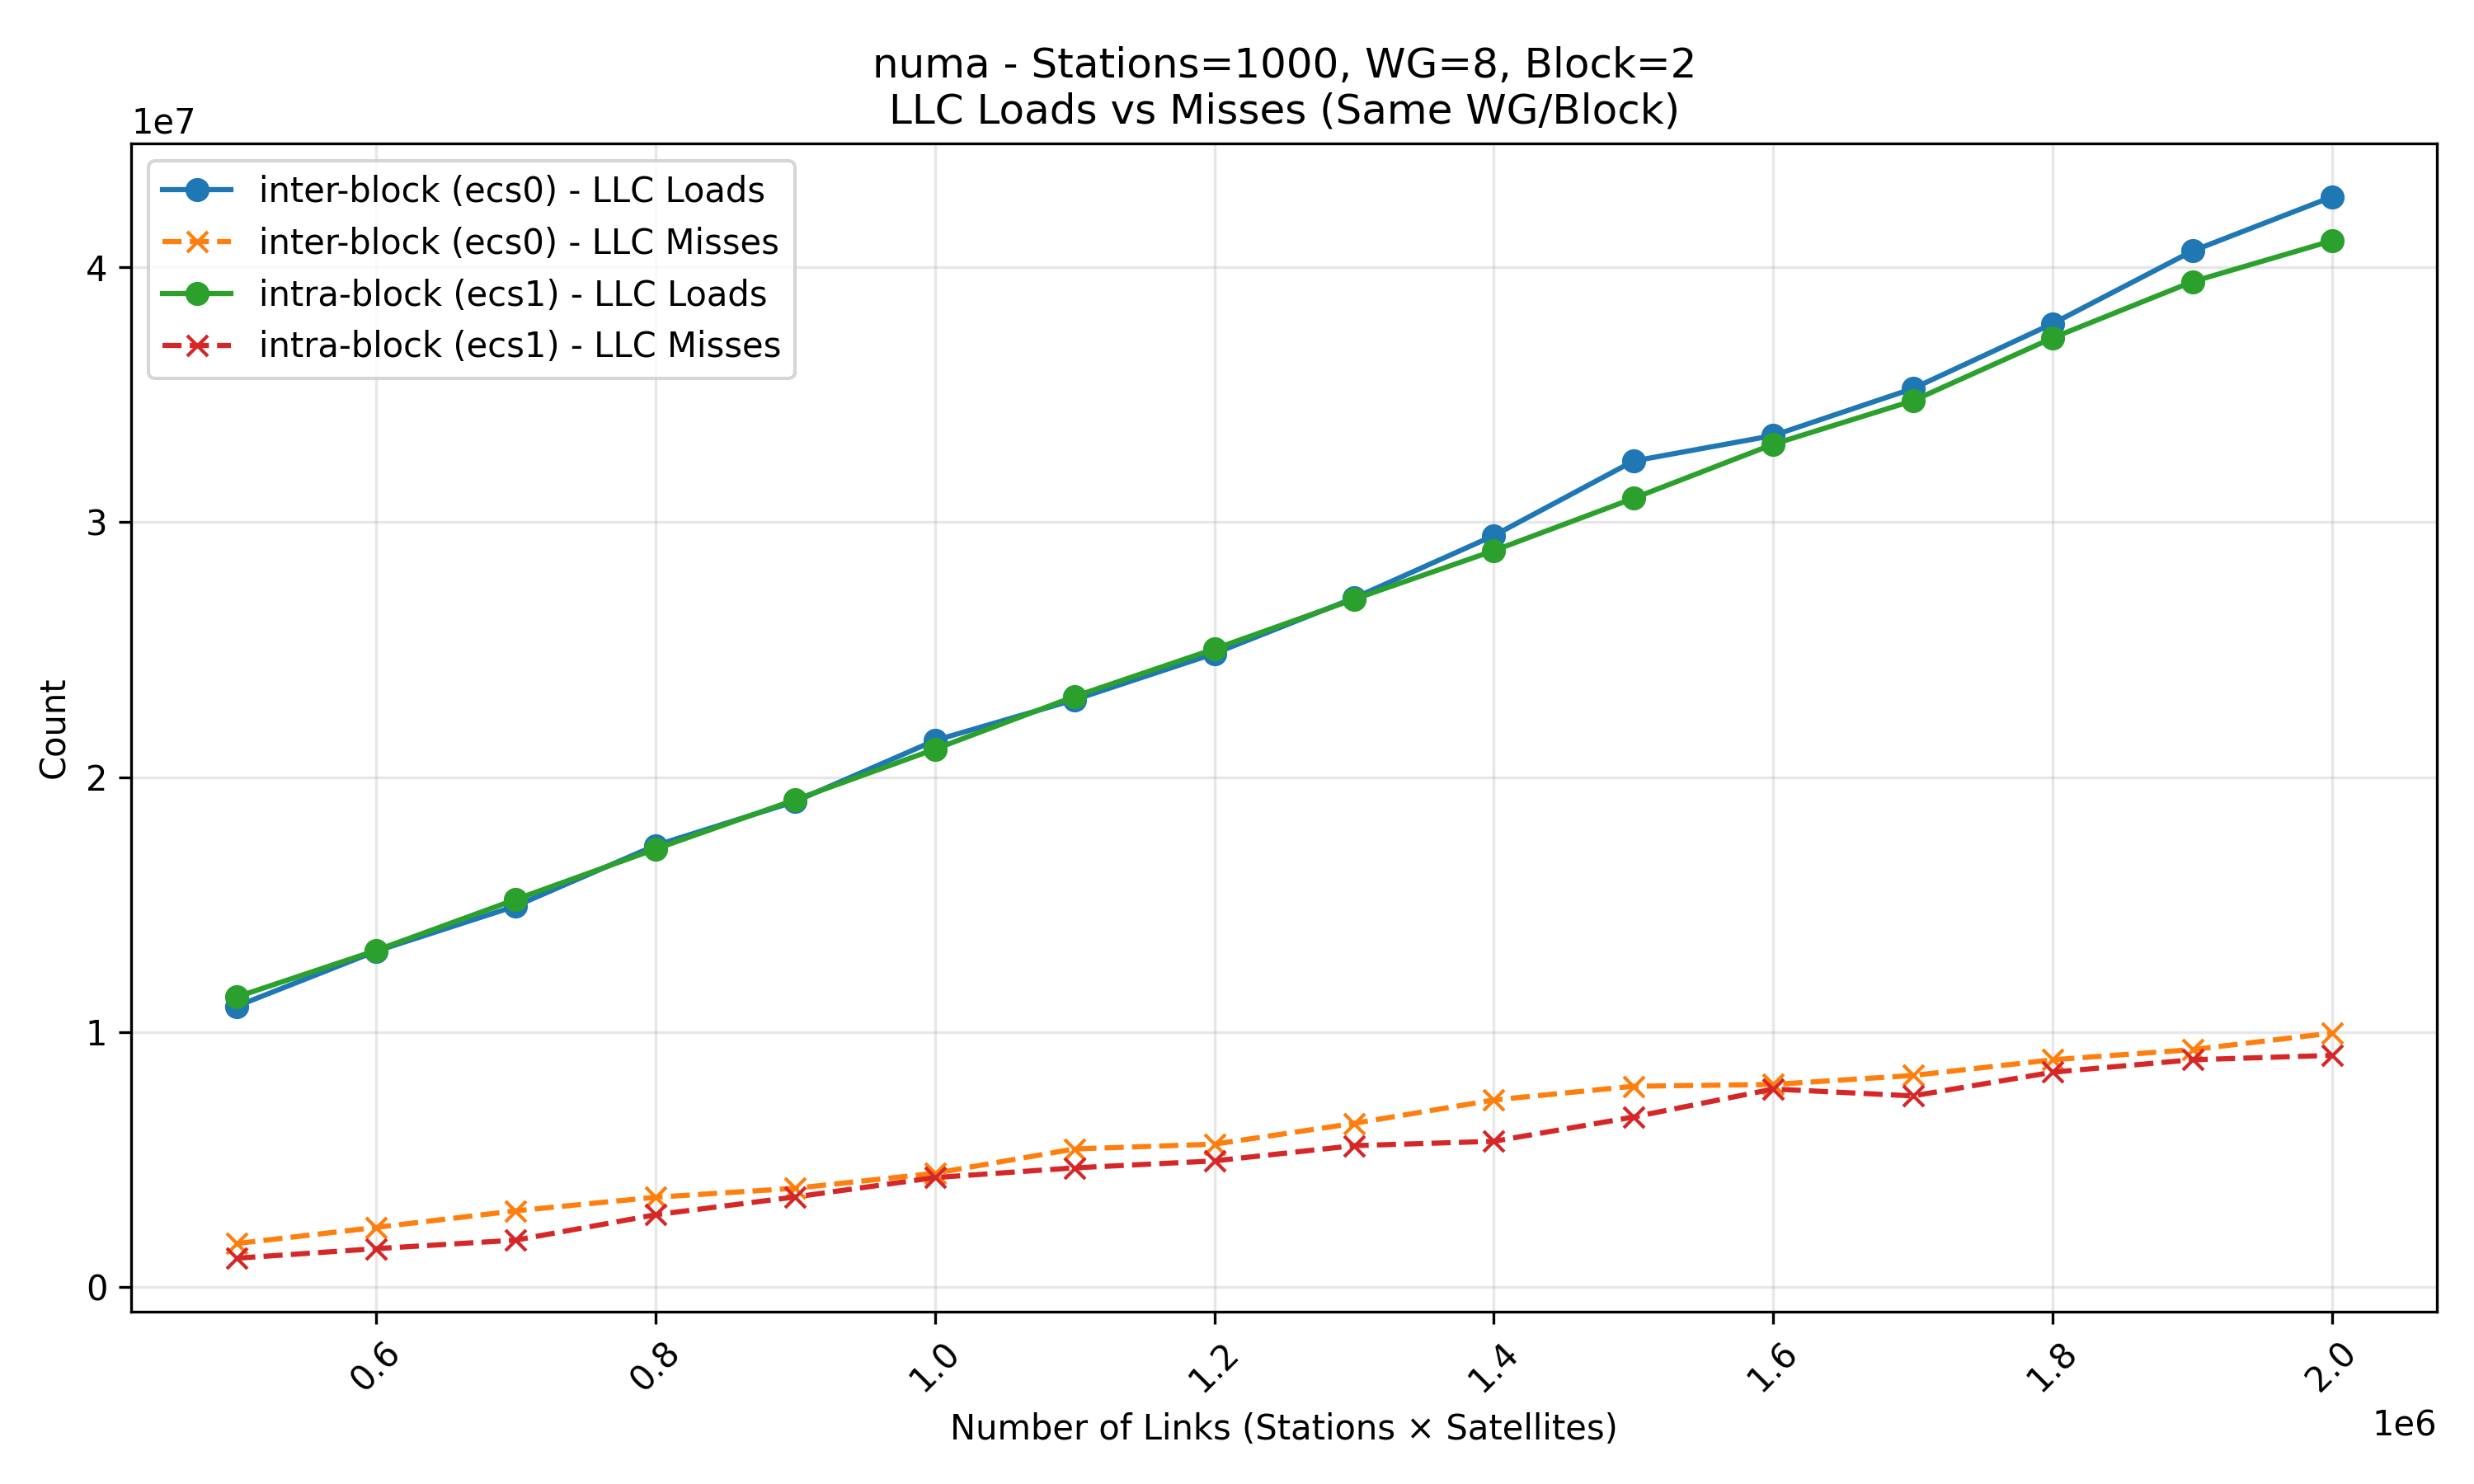 numa - Stations=1000, WG=8, Block=2
LLC Loads vs Misses (Same WG/Block)
1e7
inter-block (ecs0) - LLC Loads
inter-block (ecs0) - LLC Misses
intra-block (ecs1) - LLC Loads
intra-block (ecs1) - LLC Misses
4
3
2
1
0
Count
0.6 0.8 1.0 1.2 1.4 1.6 1.8 2.0
Number of Links (Stations × Satellites)
1e6